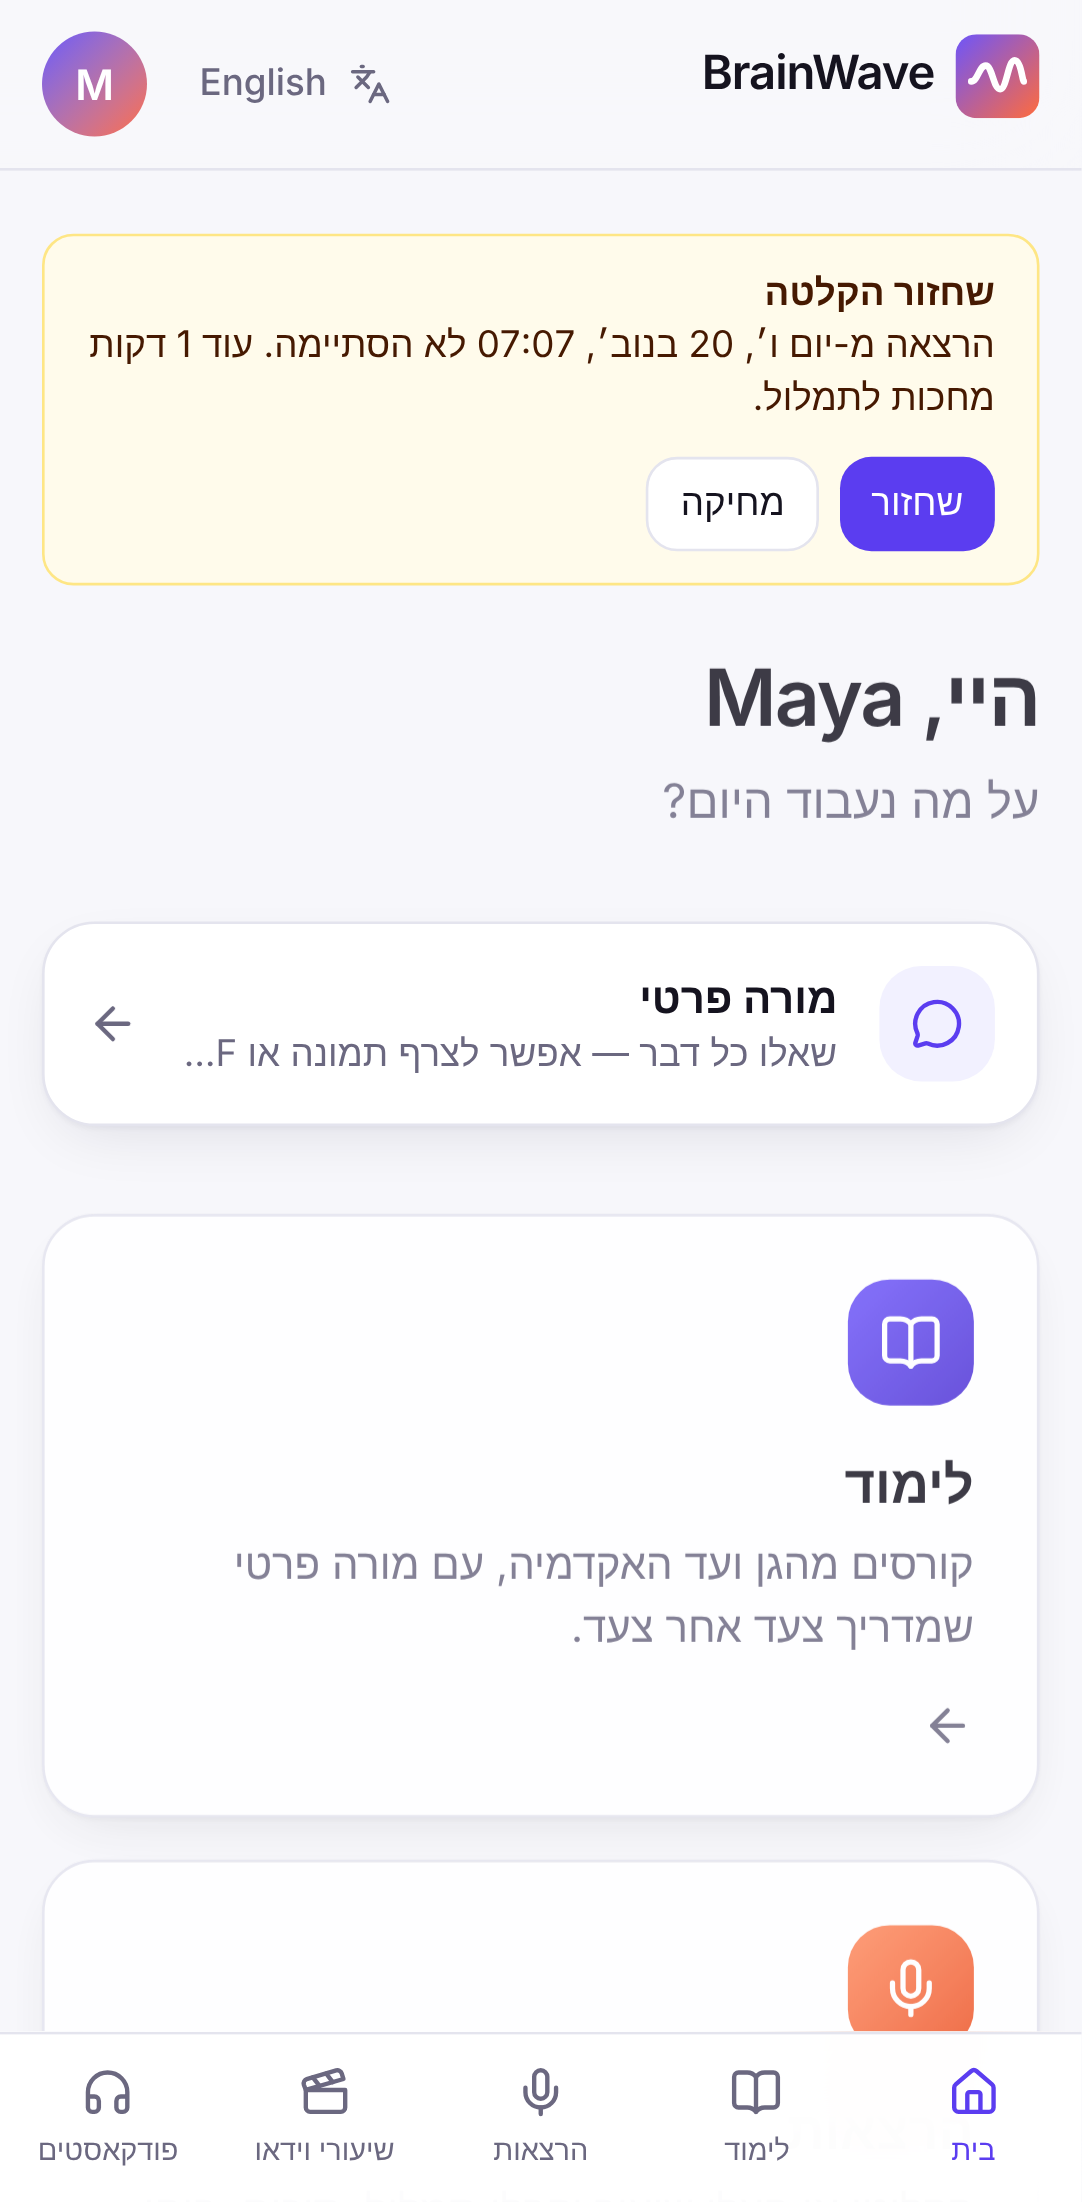 BrainWave
English
M
שחזור הקלטה
הרצאה מ-יום ו׳, 20 בנוב׳, 07:07 לא הסתיימה. עוד 1 דקות
מחכות לתמלול.
שחזור
מחיקה
היי, Maya
על מה נעבוד היום?
מורה פרטי
שאלו כל דבר — אפשר לצרף תמונה או F...
לימוד
קורסים מהגן ועד האקדמיה, עם מורה פרטי
שמדריך צעד אחר צעד.
בית
לימוד
הרצאות
שיעורי וידאו
פודקאסטים